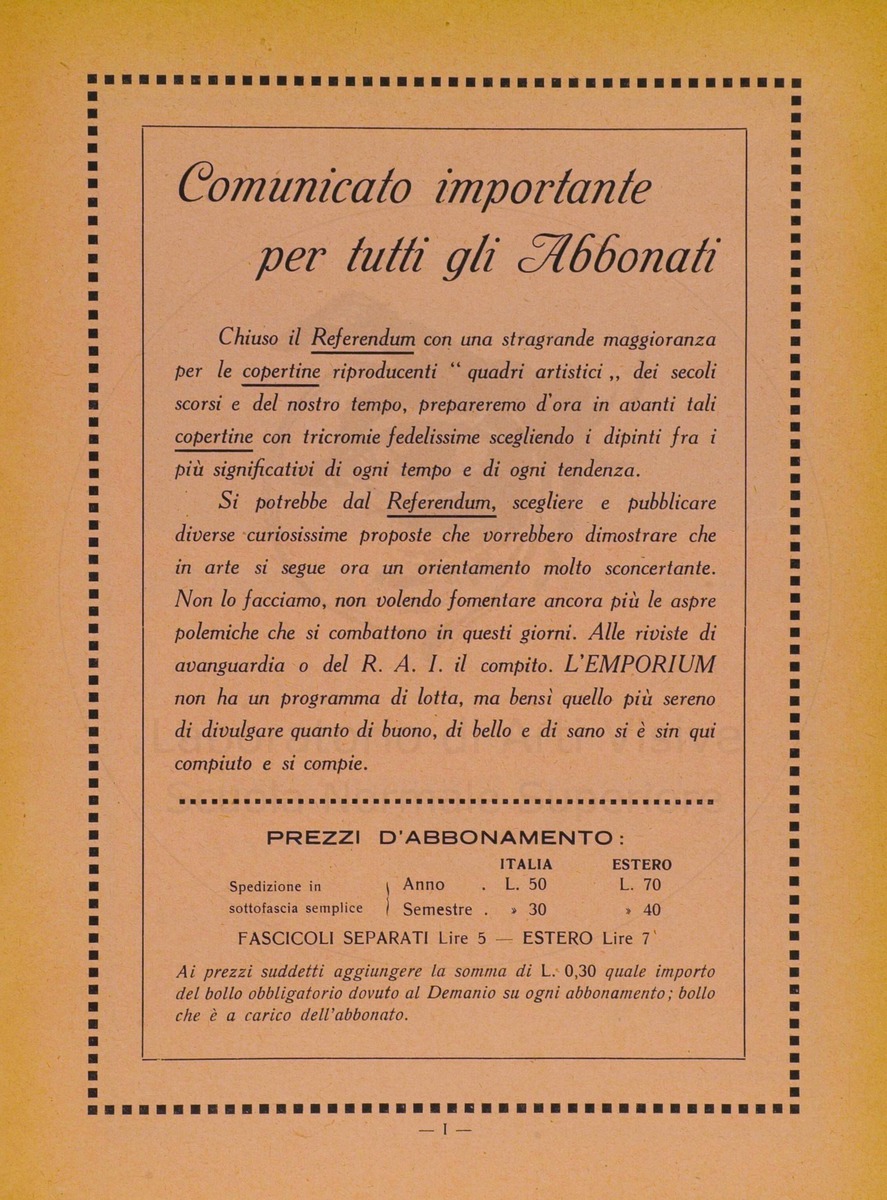 Comunicato importante
per tutti gli Abbonati
Chiuso il Referendum con una stragrande maggioranza
per le copertine riproducenti “ quadri artistici „ dei secoli
scorsi e del nostro tempo, prepareremo d'ora in avanti tali
copertine con tricromie fedelissime scegliendo i dipinti fra i
più significativi di ogni tempo e di ogni tendenza.
Si potrebbe dal Referendum, scegliere e pubblicare
diverse curiosissime proposte che vorrebbero dimostrare che
in arte si segue ora un orientamento molto sconcertante.
Non lo facciamo, non volendo fomentare ancora più le aspre
polemiche che si combattono in questi giorni. Alle riviste di
avanguardia o del R. A. I. il compito. L'EMPORIUM
non ha un programma di lotta, ma bensì quello più sereno
di divulgare quanto di buono, di bello e di sano si è sin qui
compiuto e si compie.
PREZZI D'ABBONAMENTO:
ITALIA ESTERO
Spedizione in Anno . L. 50 L. 70
sottofascia semplice Semestre . » 30 » 40
FASCICOLI SEPARATI Lire 5 — ESTERO Lire 7
Ai prezzi suddetti aggiungere la somma di L. 0,30 quale importo
del bollo obbligatorio dovuto al Demanio su ogni abbonamento; bollo
che è a carico dell'abbonato.
— I —